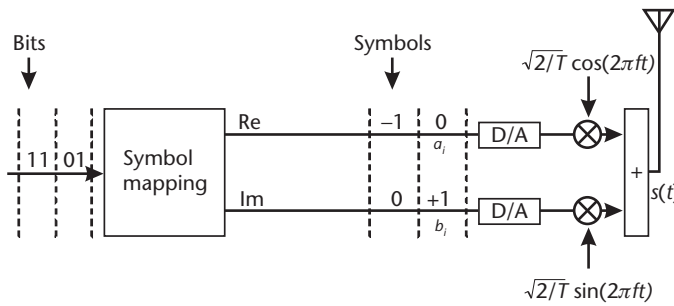 Bits
Symbols
√2/T cos(2πft)
11 01
Symbol mapping
Re
−1 0
a_i
D/A
+
s(t)
Im
0 +1
b_i
D/A
√2/T sin(2πft)